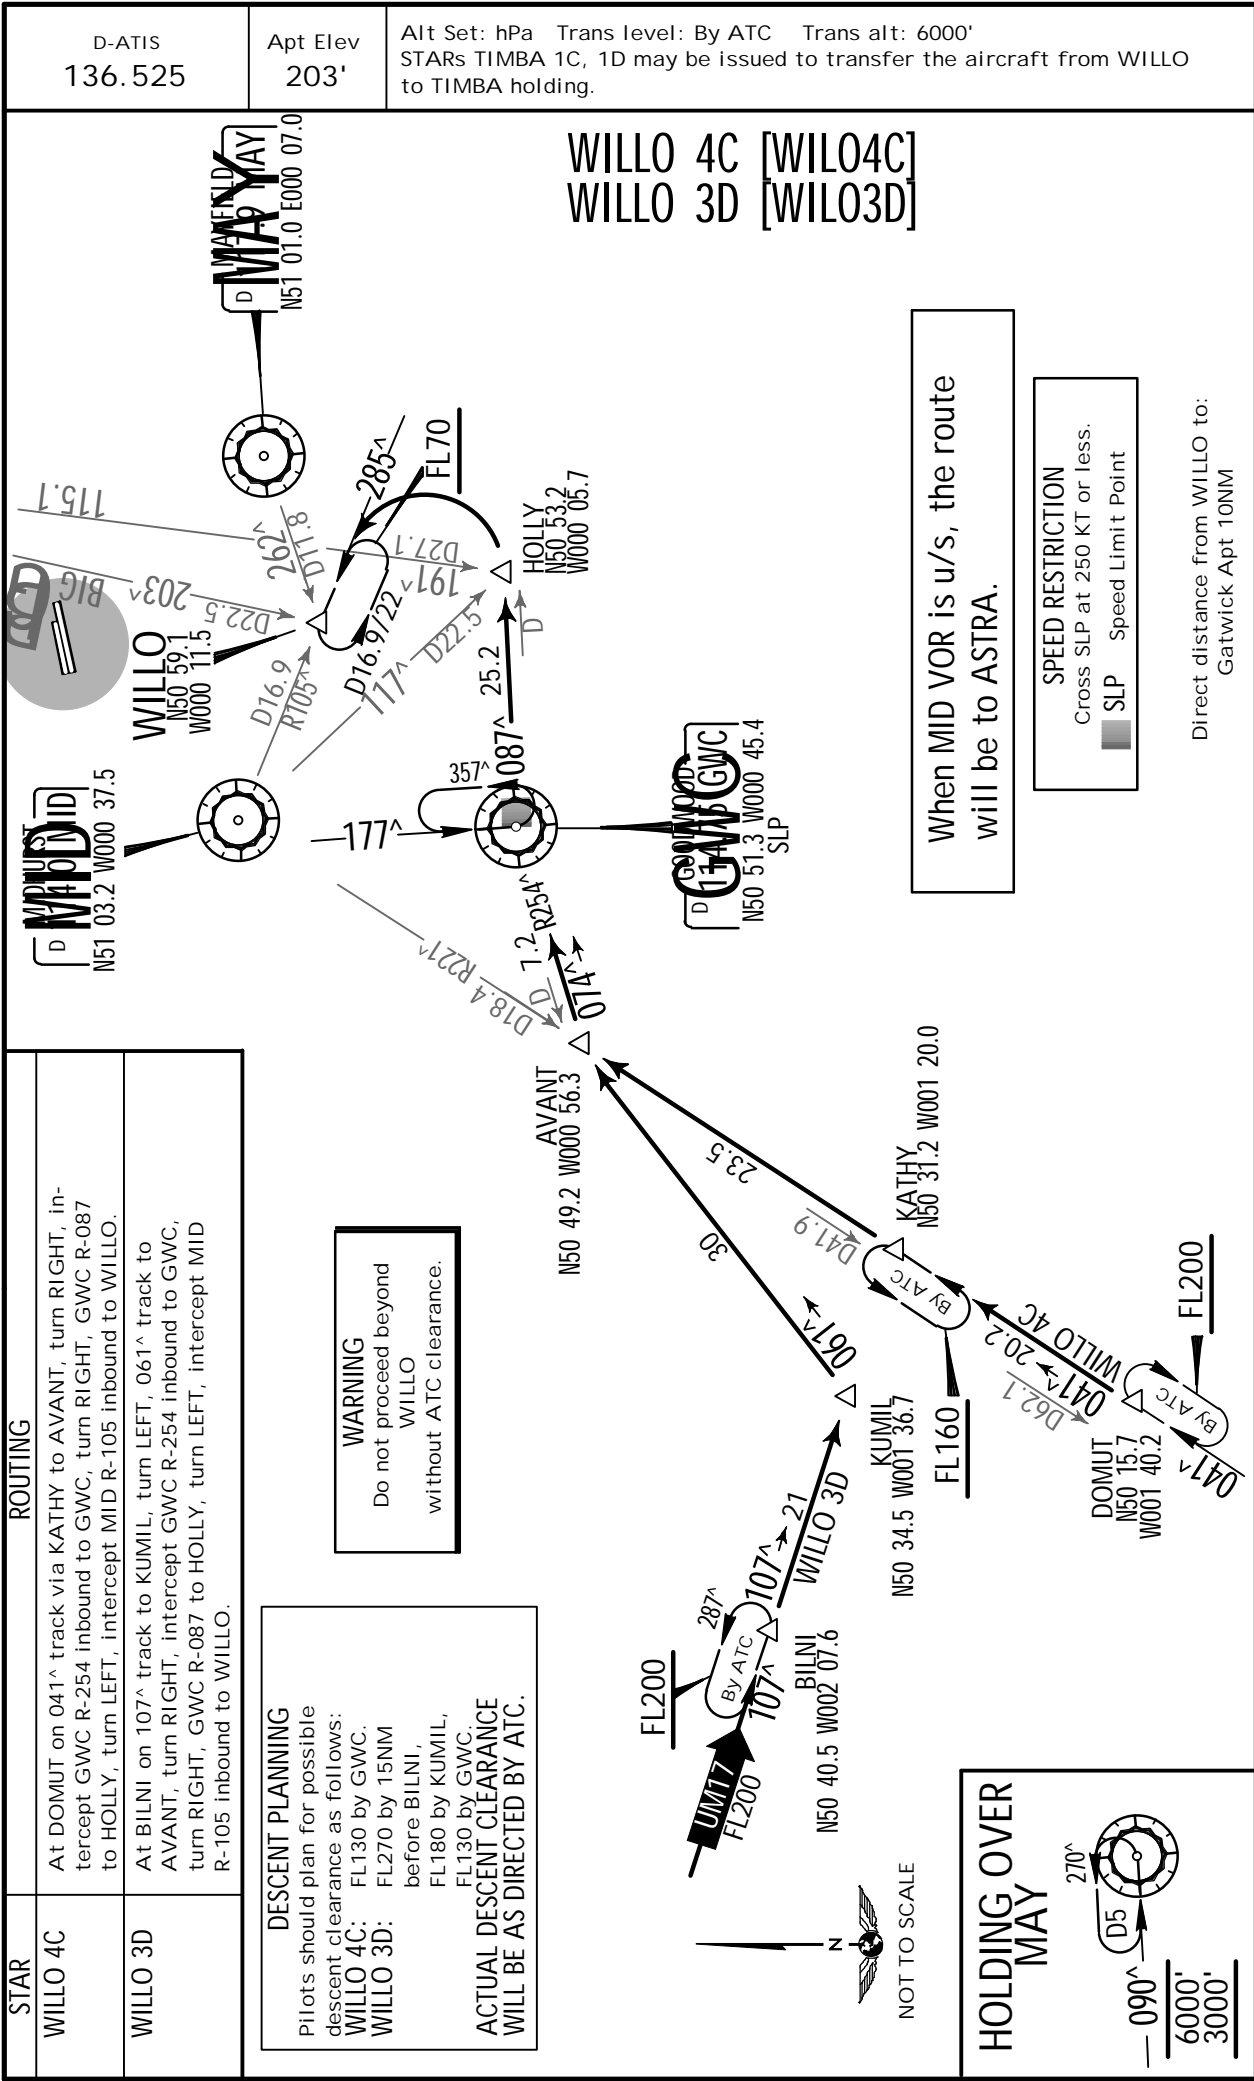 D-ATIS
136.525
Apt Elev
203'
Alt Set: hPa Trans level: By ATC Trans alt: 6000'
STARs TIMBA 1C, 1D may be issued to transfer the aircraft from WILLO
to TIMBA holding.
WILLO 4C [WILO4C]
WILLO 3D [WILO3D]
D
MAY
N51 01.0 E000 07.0
115.1
BIG
203^
D22.5
262^
D11.8
285^
FL70
D27.1
191^
HOLLY
N50 53.2
W000 05.7
WILLO
N50 59.1
W000 11.5
D16.9
R105^
D16.9/22
117^
D22.5
D
25.2
087^
357^
177^
D
MIDHURST
MID
N51 03.2 W000 37.5
D
GOODWOOD
GWC
N50 51.3 W000 45.4
SLP
When MID VOR is u/s, the route
will be to ASTRA.
SPEED RESTRICTION
Cross SLP at 250 KT or less.
SLP Speed Limit Point
Direct distance from WILLO to:
Gatwick Apt 10NM
R254^
7.2
D
074^
D18.4 R221^
AVANT
N50 49.2 W000 56.3
23.5
30
D41.9
KATHY
N50 31.2 W001 20.0
By ATC
FL160
WILLO 4C
20.2
041^
D62.1
FL200
By ATC
DOMUT
N50 15.7
W001 40.2
041^
061^
KUMIL
N50 34.5 W001 36.7
21
107^
WILLO 3D
287^
By ATC
FL200
107^
BILNI
N50 40.5 W002 07.6
UM17
FL200
STAR
ROUTING
WILLO 4C
At DOMUT on 041^ track via KATHY to AVANT, turn RIGHT, in-
tercept GWC R-254 inbound to GWC, turn RIGHT, GWC R-087
to HOLLY, turn LEFT, intercept MID R-105 inbound to WILLO.
WILLO 3D
At BILNI on 107^ track to KUMIL, turn LEFT, 061^ track to
AVANT, turn RIGHT, intercept GWC R-254 inbound to GWC,
turn RIGHT, GWC R-087 to HOLLY, turn LEFT, intercept MID
R-105 inbound to WILLO.
WARNING
Do not proceed beyond
WILLO
without ATC clearance.
DESCENT PLANNING
Pilots should plan for possible
descent clearance as follows:
WILLO 4C: FL130 by GWC.
WILLO 3D: FL270 by 15NM
before BILNI,
FL180 by KUMIL,
FL130 by GWC.
ACTUAL DESCENT CLEARANCE
WILL BE AS DIRECTED BY ATC.
N
NOT TO SCALE
HOLDING OVER
MAY
270^
D5
090^
6000'
3000'